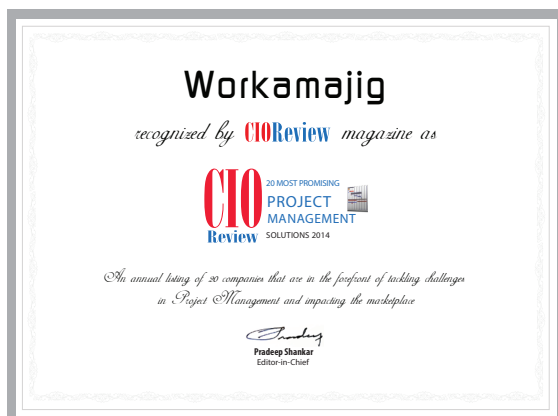 Workamajig
recognized by CIOReview magazine as
CIO
Review
20 MOST PROMISING
PROJECT
MANAGEMENT
SOLUTIONS 2014
An annual listing of 20 companies that are in the forefront of tackling challenges
in Project Management and impacting the marketplace
Pradeep
Pradeep Shankar
Editor-in-Chief